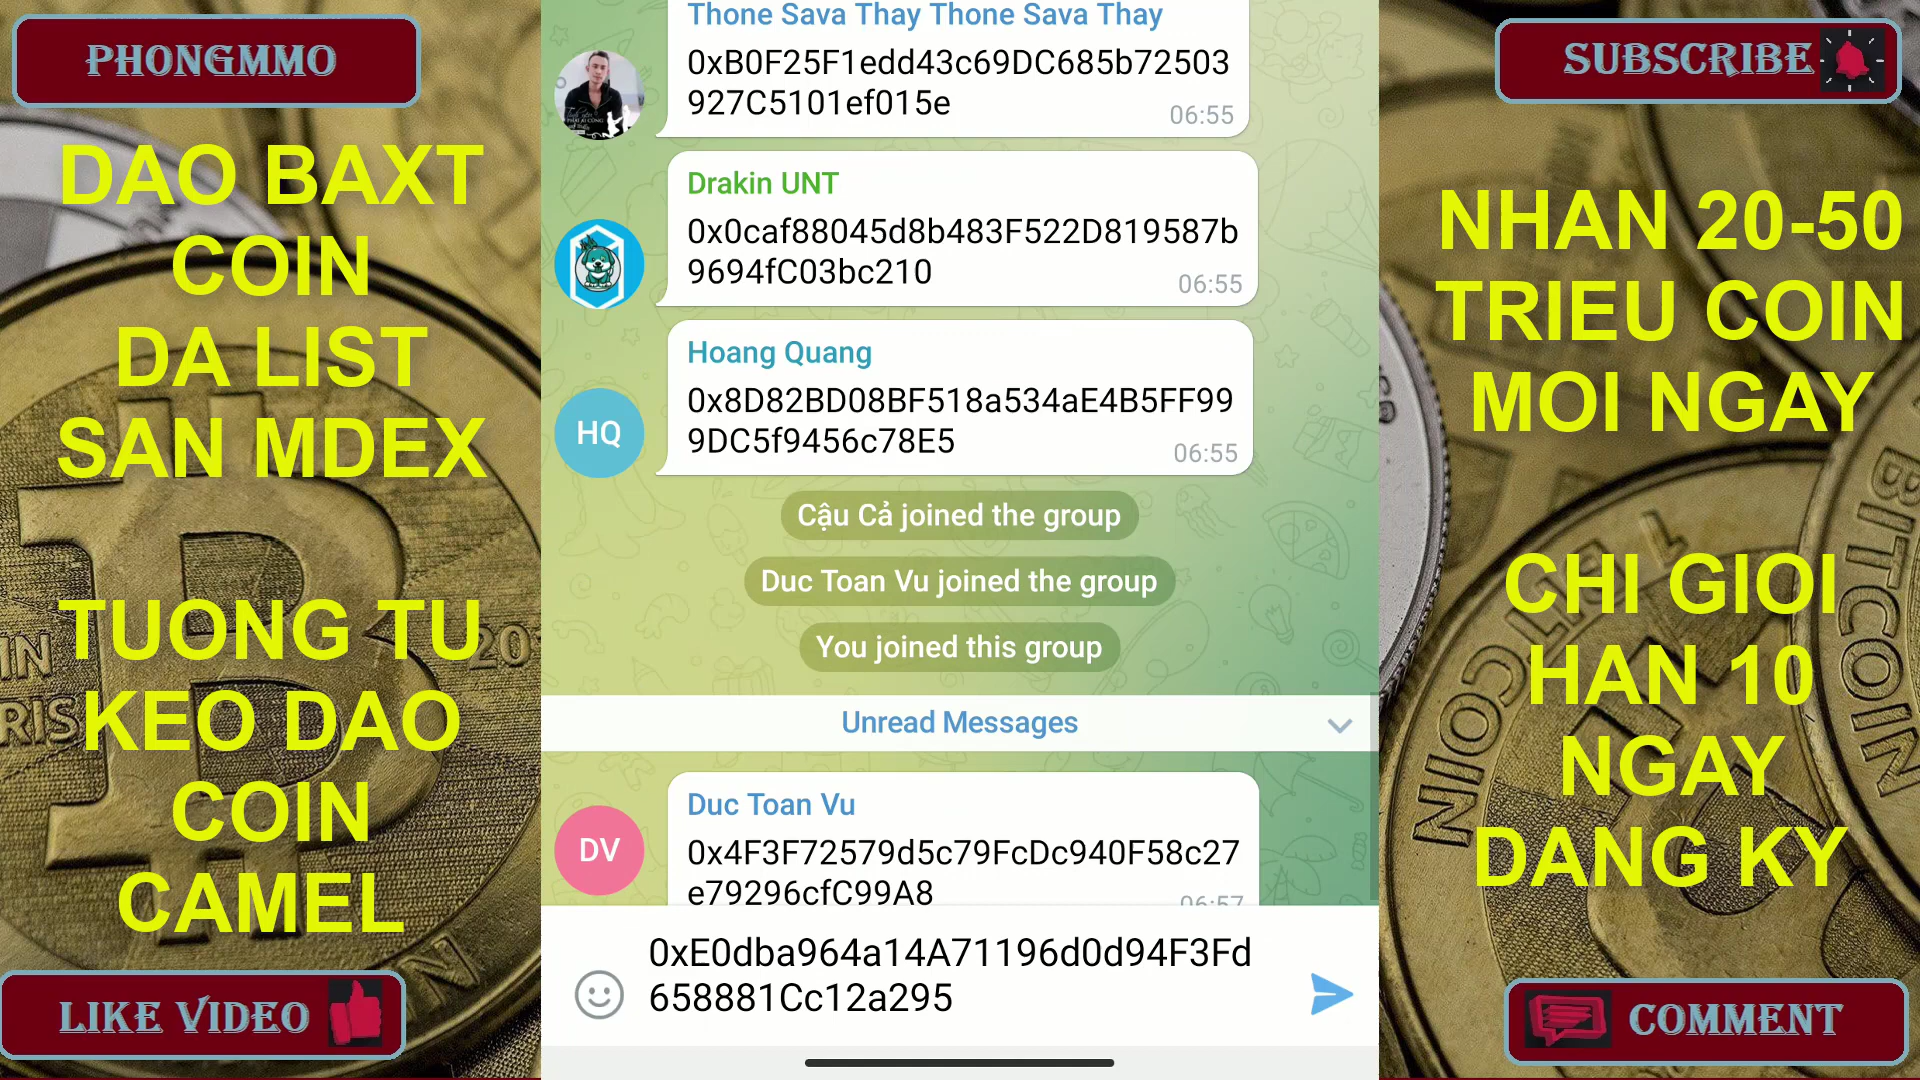 PHONGMMO
DAO BAXT
COIN
DA LIST
SAN MDEX
TUONG TU
KEO DAO
COIN
CAMEL
LIKE VIDEO
Thone Sava Thay Thone Sava Thay
0xB0F25F1edd43c69DC685b72503
927C5101ef015e
06:55
Drakin UNT
0x0caf88045d8b483F522D819587b
9694fC03bc210
06:55
HQ
Hoang Quang
0x8D82BD08BF518a534aE4B5FF99
9DC5f9456c78E5
06:55
Cậu Cả joined the group
Duc Toan Vu joined the group
You joined this group
Unread Messages
DV
Duc Toan Vu
0x4F3F72579d5c79FcDc940F58c27
e79296cfC99A8
06:57
0xE0dba964a14A71196d0d94F3Fd
658881Cc12a295
SUBSCRIBE
NHAN 20-50
TRIEU COIN
MOI NGAY
CHI GIOI
HAN 10
NGAY
DANG KY
COMMENT
BITCOIN